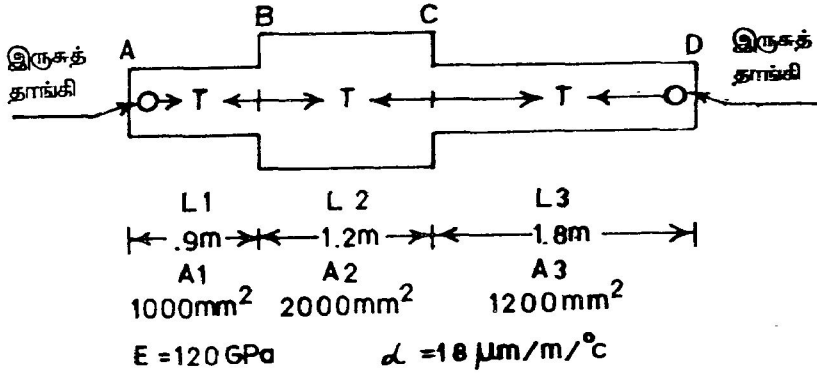 B C
A D
இருசுத் தாங்கி
இருசுத் தாங்கி
T T T
L1 L2 L3
.9m 1.2m 1.8m
A1 A2 A3
1000mm² 2000mm² 1200mm²
E = 120 GPa α = 18 μm/m/°C